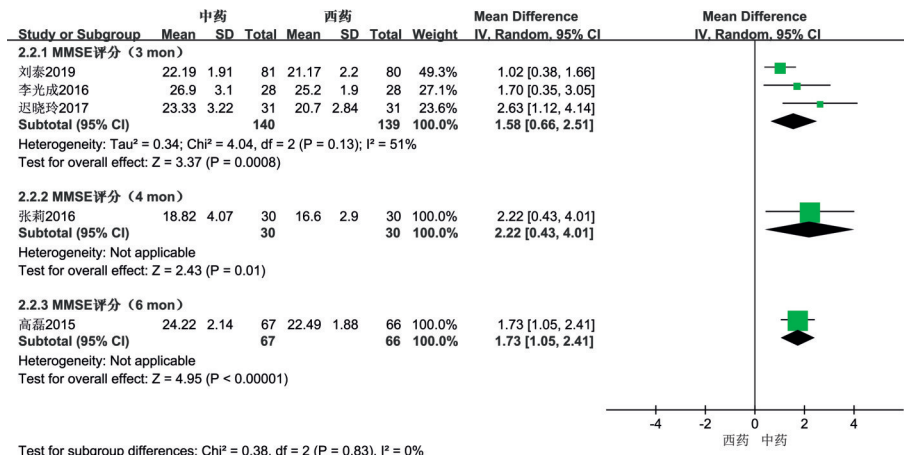 中药 西药 Mean Difference Mean Difference
Study or Subgroup Mean SD Total Mean SD Total Weight IV, Random, 95% CI IV, Random, 95% CI
2.2.1 MMSE评分（3 mon）
刘泰2019 22.19 1.91 81 21.17 2.2 80 49.3% 1.02 [0.38, 1.66]
李光成2016 26.9 3.1 28 25.2 1.9 28 27.1% 1.70 [0.35, 3.05]
迟晓玲2017 23.33 3.22 31 20.7 2.84 31 23.6% 2.63 [1.12, 4.14]
Subtotal (95% CI) 140 139 100.0% 1.58 [0.66, 2.51]
Heterogeneity: Tau² = 0.34; Chi² = 4.04, df = 2 (P = 0.13); I² = 51%
Test for overall effect: Z = 3.37 (P = 0.0008)
2.2.2 MMSE评分（4 mon）
张莉2016 18.82 4.07 30 16.6 2.9 30 100.0% 2.22 [0.43, 4.01]
Subtotal (95% CI) 30 30 100.0% 2.22 [0.43, 4.01]
Heterogeneity: Not applicable
Test for overall effect: Z = 2.43 (P = 0.01)
2.2.3 MMSE评分（6 mon）
高磊2015 24.22 2.14 67 22.49 1.88 66 100.0% 1.73 [1.05, 2.41]
Subtotal (95% CI) 67 66 100.0% 1.73 [1.05, 2.41]
Heterogeneity: Not applicable
Test for overall effect: Z = 4.95 (P < 0.00001)
-4 -2 0 2 4
西药 中药
Test for subgroup differences: Chi² = 0.38, df = 2 (P = 0.83), I² = 0%